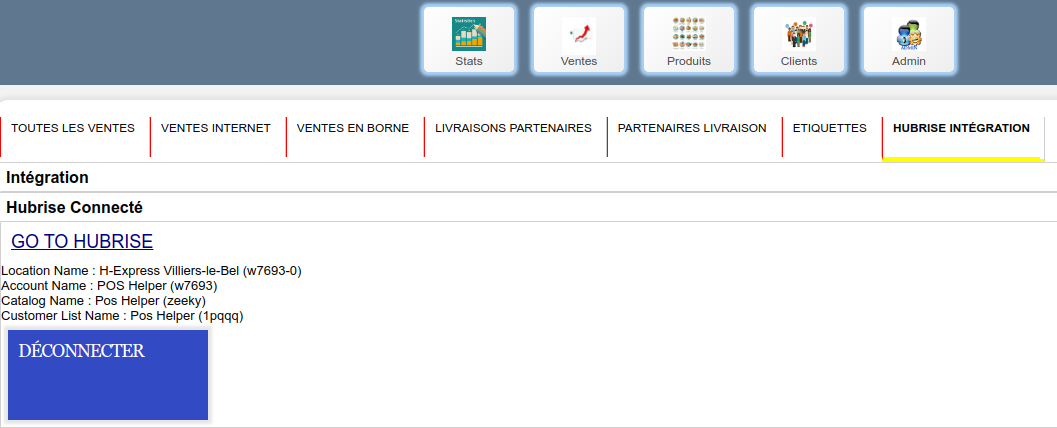 Statistics
ADMIN
Stats
Ventes
Produits
Clients
Admin
TOUTES LES VENTES
VENTES INTERNET
VENTES EN BORNE
LIVRAISONS PARTENAIRES
PARTENAIRES LIVRAISON
ETIQUETTES
HUBRISE INTÉGRATION
Intégration
Hubrise Connecté
GO TO HUBRISE
Location Name : H-Express Villiers-le-Bel (w7693-0)
Account Name : POS Helper (w7693)
Catalog Name : Pos Helper (zeeky)
Customer List Name : Pos Helper (1pqqq)
DÉCONNECTER